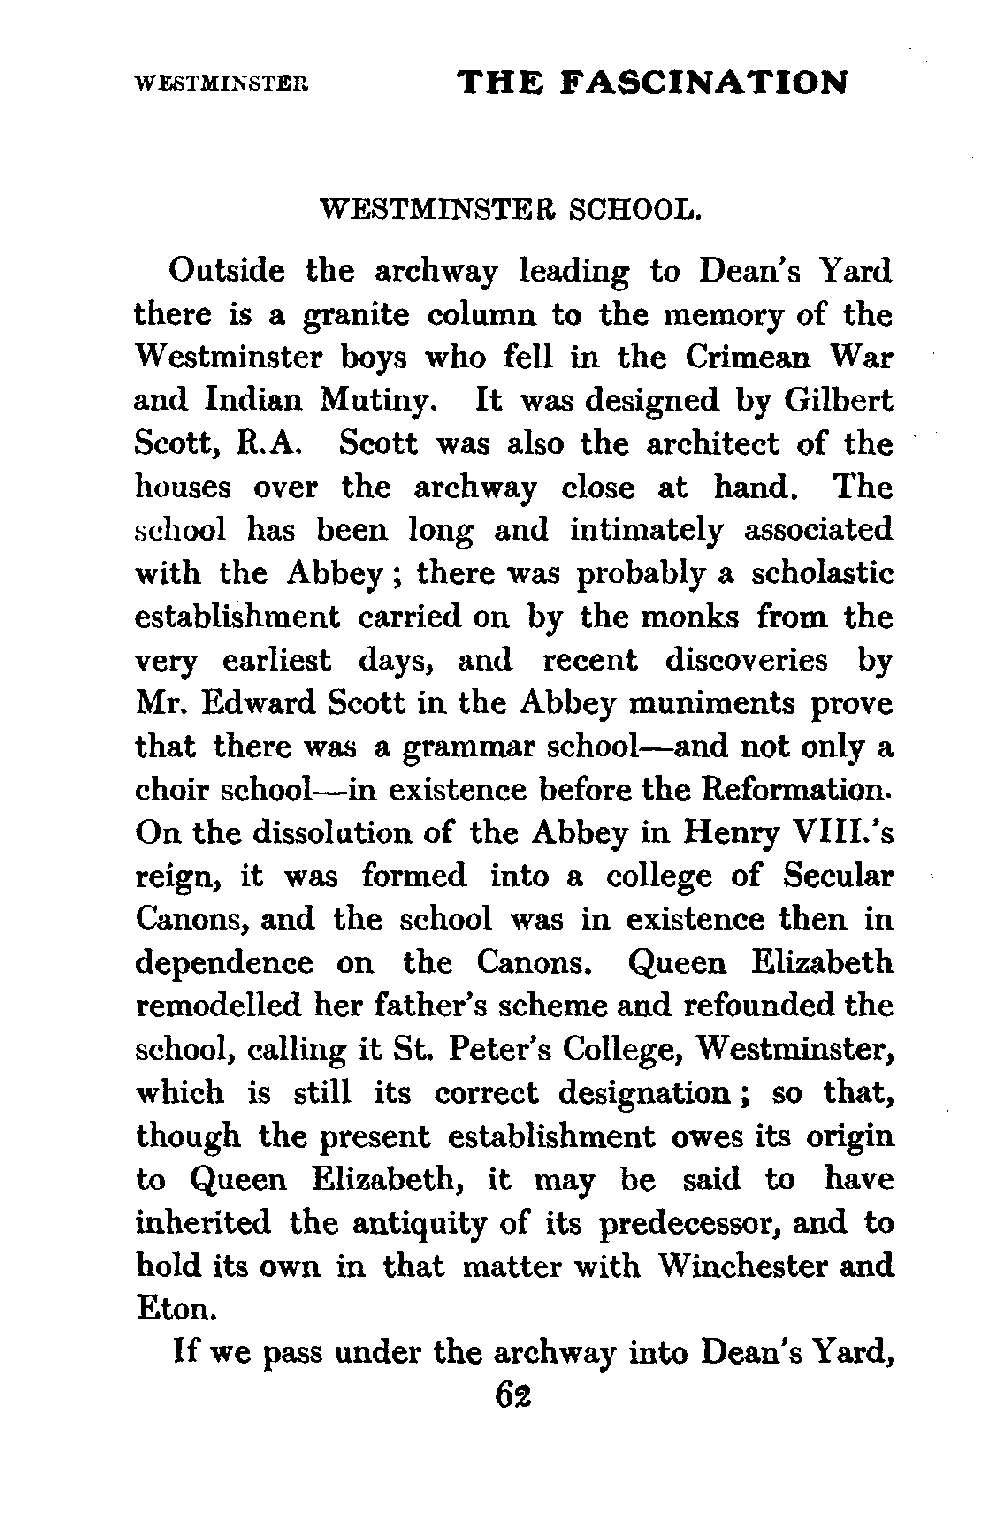 WESTMINSTER THE FASCINATION
WESTMINSTER SCHOOL.
Outside the archway leading to Dean's Yard
there is a granite column to the memory of the
Westminster boys who fell in the Crimean War
and Indian Mutiny. It was designed by Gilbert
Scott, R.A. Scott was also the architect of the
houses over the archway close at hand. The
school has been long and intimately associated
with the Abbey ; there was probably a scholastic
establishment carried on by the monks from the
very earliest days, and recent discoveries by
Mr. Edward Scott in the Abbey muniments prove
that there was a grammar school—and not only a
choir school—in existence before the Reformation.
On the dissolution of the Abbey in Henry VIII.'s
reign, it was formed into a college of Secular
Canons, and the school was in existence then in
dependence on the Canons. Queen Elizabeth
remodelled her father's scheme and refounded the
school, calling it St. Peter's College, Westminster,
which is still its correct designation ; so that,
though the present establishment owes its origin
to Queen Elizabeth, it may be said to have
inherited the antiquity of its predecessor, and to
hold its own in that matter with Winchester and
Eton.
If we pass under the archway into Dean's Yard,
62